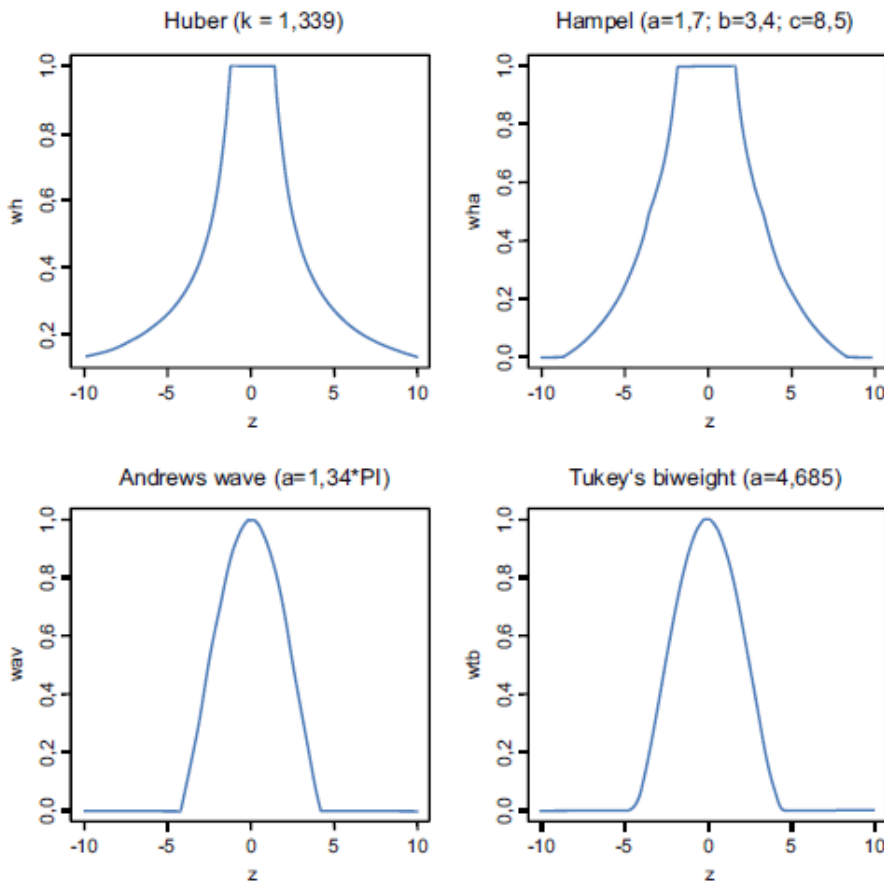 Huber (k = 1,339)
1,0
0,8
0,6
0,4
0,2
wh
-10 -5 0 5 10
z
Hampel (a=1,7; b=3,4; c=8,5)
1,0
0,8
0,6
0,4
0,2
0,0
wha
-10 -5 0 5 10
z
Andrews wave (a=1,34*PI)
1,0
0,8
0,6
0,4
0,2
0,0
wav
-10 -5 0 5 10
z
Tukey's biweight (a=4,685)
1,0
0,8
0,6
0,4
0,2
0,0
wtb
-10 -5 0 5 10
z